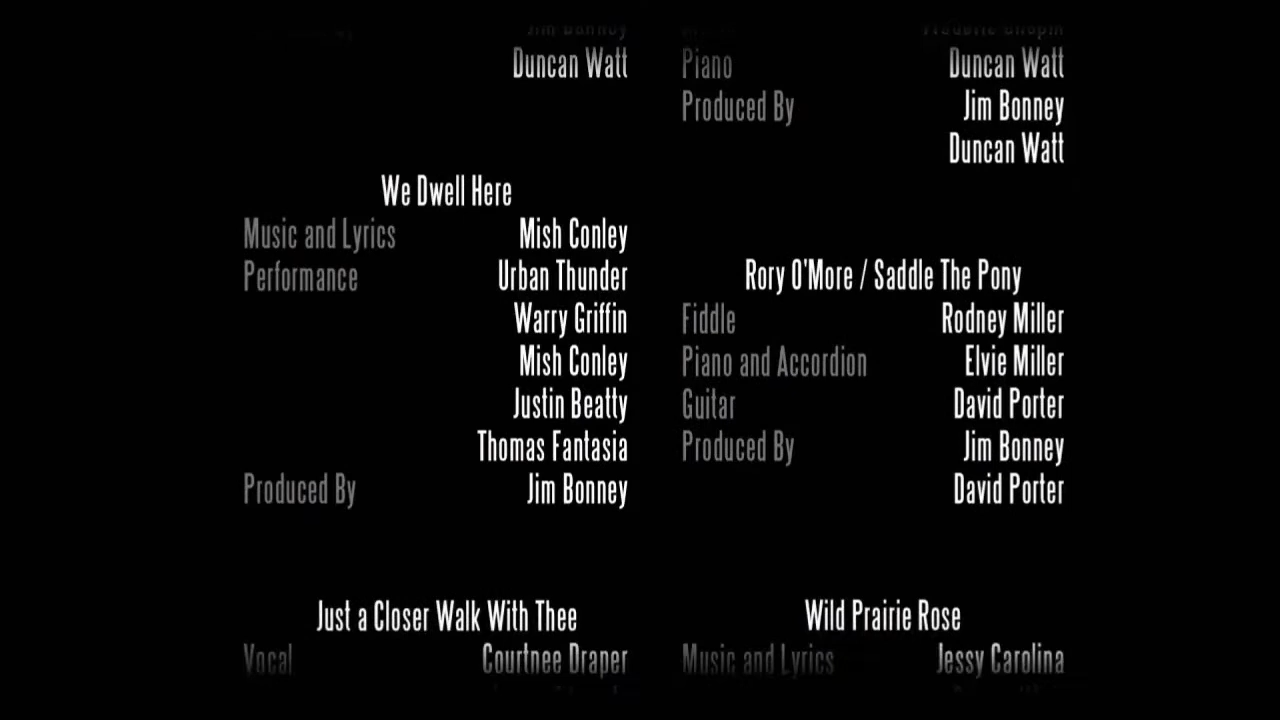 Jim Bonney
Duncan Watt
We Dwell Here
Music and Lyrics Mish Conley
Performance Urban Thunder
Warry Griffin
Mish Conley
Justin Beatty
Thomas Fantasia
Produced By Jim Bonney
Just a Closer Walk With Thee
Vocal Courtnee Draper
Piano Duncan Watt
Produced By Jim Bonney
Duncan Watt
Rory O'More / Saddle The Pony
Fiddle Rodney Miller
Piano and Accordion Elvie Miller
Guitar David Porter
Produced By Jim Bonney
David Porter
Wild Prairie Rose
Music and Lyrics Jessy Carolina